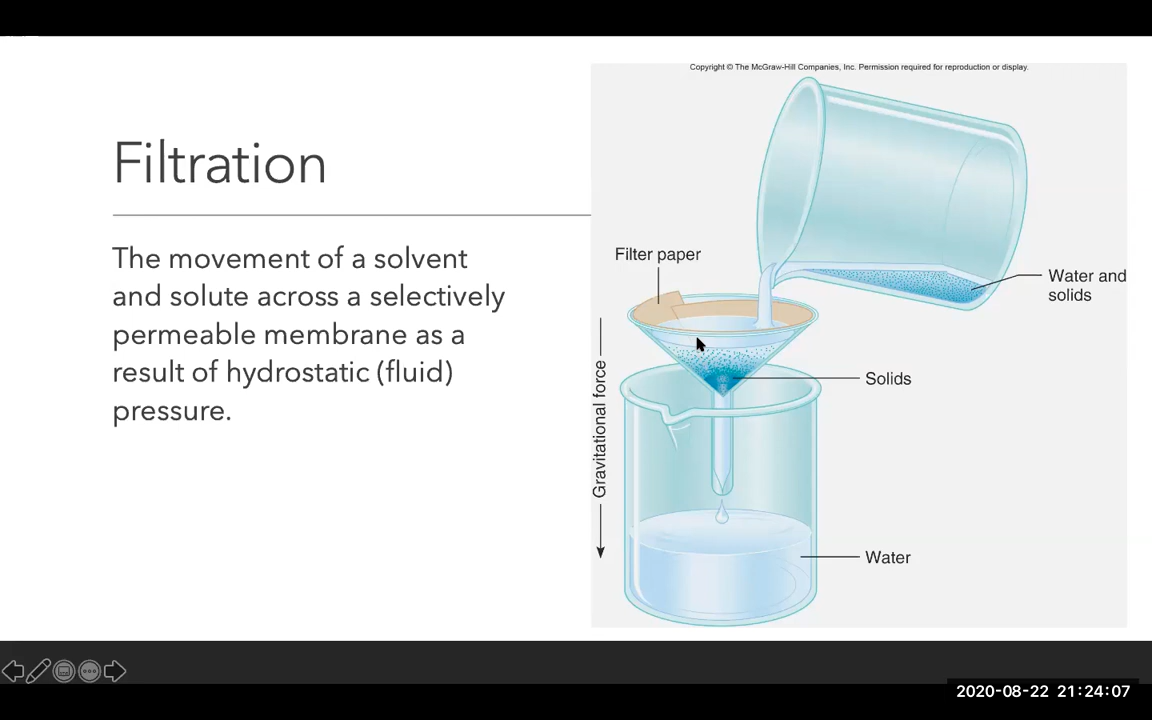 Copyright © The McGraw-Hill Companies, Inc. Permission required for reproduction or display.
Filtration
The movement of a solvent
and solute across a selectively
permeable membrane as a
result of hydrostatic (fluid)
pressure.
Filter paper
Water and
solids
Solids
Gravitational force
Water
2020-08-22 21:24:07